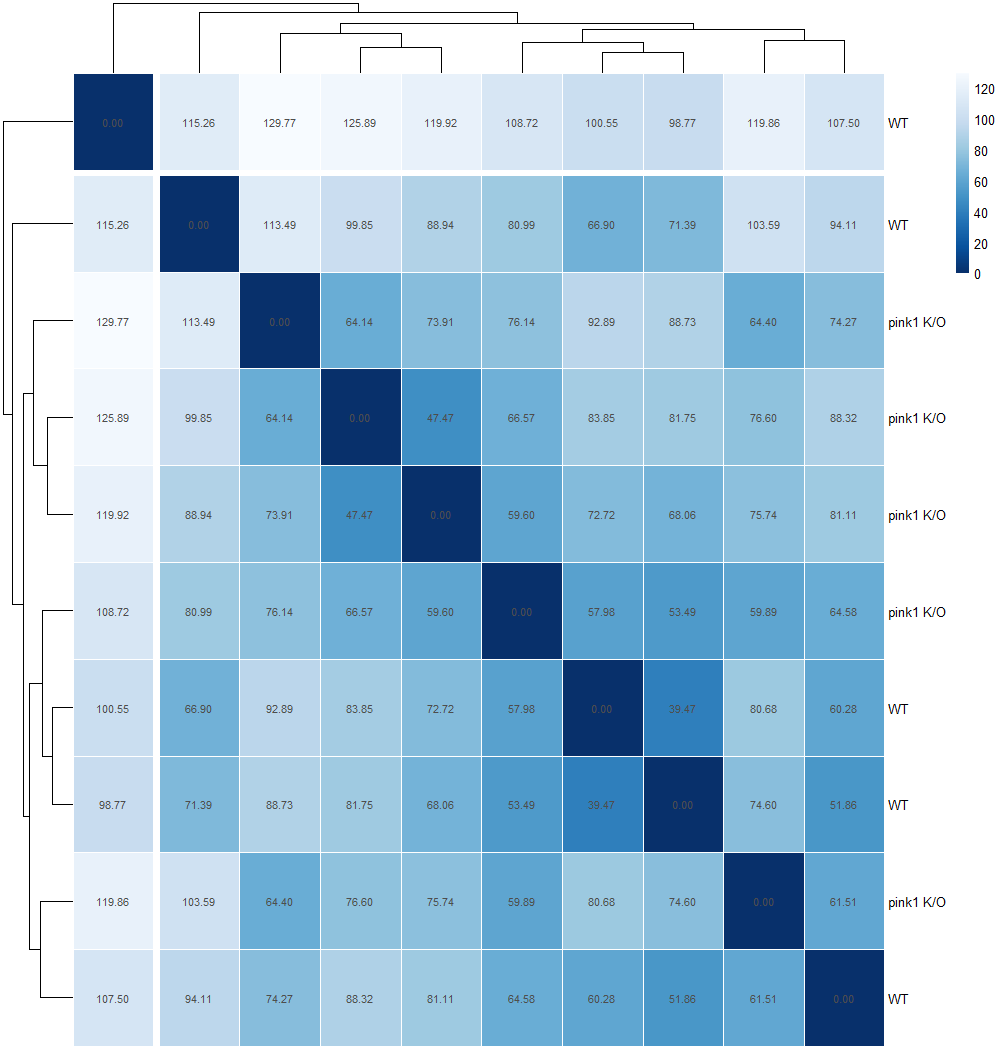 0.00 115.26 129.77 125.89 119.92 108.72 100.55 98.77 119.86 107.50 WT
115.26 0.00 113.49 99.85 88.94 80.99 66.90 71.39 103.59 94.11 WT
129.77 113.49 0.00 64.14 73.91 76.14 92.89 88.73 64.40 74.27 pink1 K/O
125.89 99.85 64.14 0.00 47.47 66.57 83.85 81.75 76.60 88.32 pink1 K/O
119.92 88.94 73.91 47.47 0.00 59.60 72.72 68.06 75.74 81.11 pink1 K/O
108.72 80.99 76.14 66.57 59.60 0.00 57.98 53.49 59.89 64.58 pink1 K/O
100.55 66.90 92.89 83.85 72.72 57.98 0.00 39.47 80.68 60.28 WT
98.77 71.39 88.73 81.75 68.06 53.49 39.47 0.00 74.60 51.86 WT
119.86 103.59 64.40 76.60 75.74 59.89 80.68 74.60 0.00 61.51 pink1 K/O
107.50 94.11 74.27 88.32 81.11 64.58 60.28 51.86 61.51 0.00 WT
120
100
80
60
40
20
0